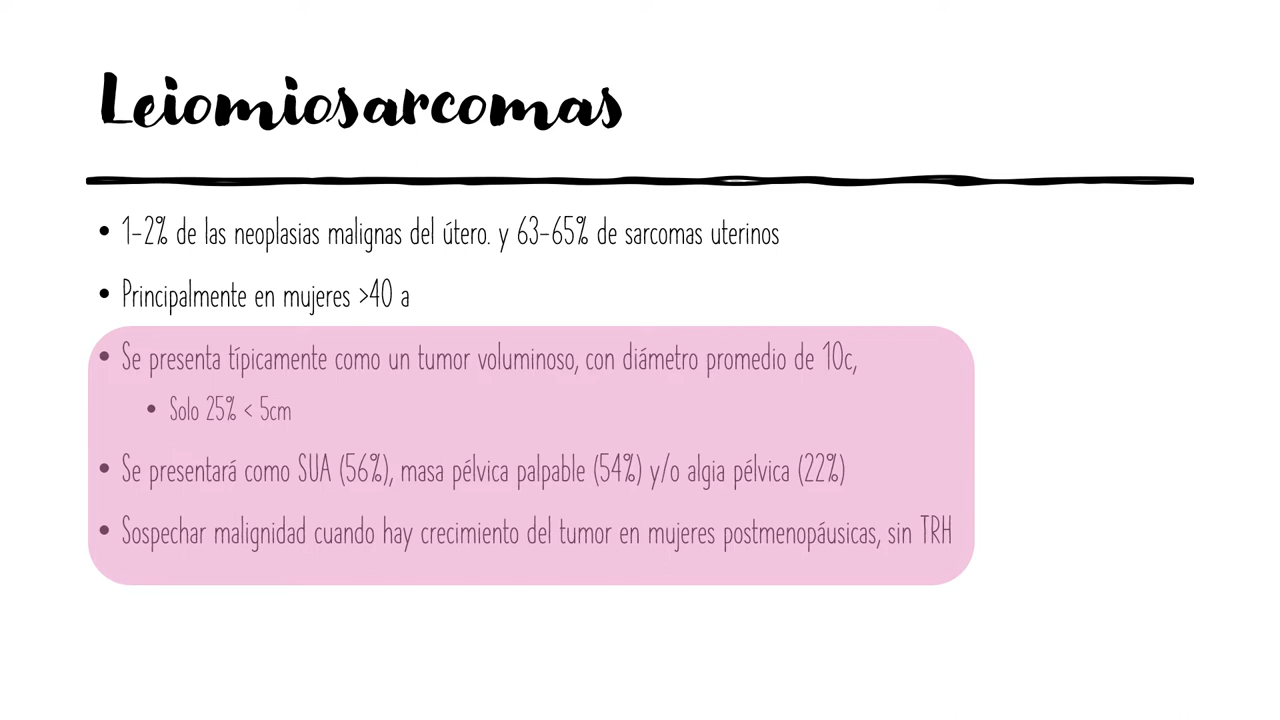 Leiomiosarcomas
• 1-2% de las neoplasias malignas del útero. y 63-65% de sarcomas uterinos
• Principalmente en mujeres >40 a
• Se presenta típicamente como un tumor voluminoso, con diámetro promedio de 10c,
• Solo 25% < 5cm
• Se presentará como SUA (56%), masa pélvica palpable (54%) y/o algia pélvica (22%)
• Sospechar malignidad cuando hay crecimiento del tumor en mujeres postmenopáusicas, sin TRH